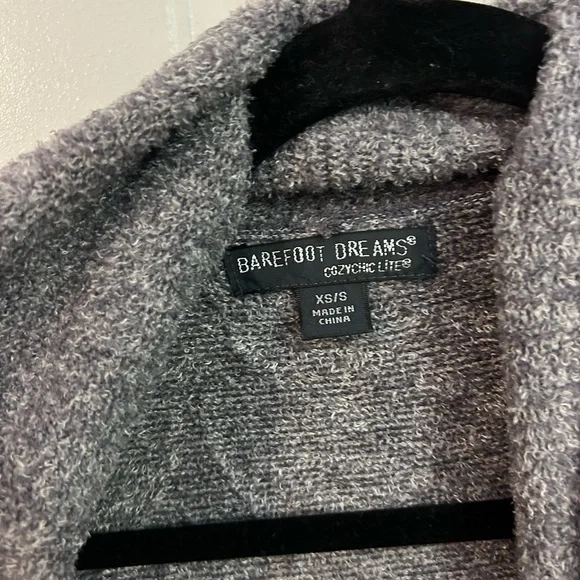 BAREFOOT DREAMS®
COZYCHIC LITE®
XS/S
MADE IN
CHINA